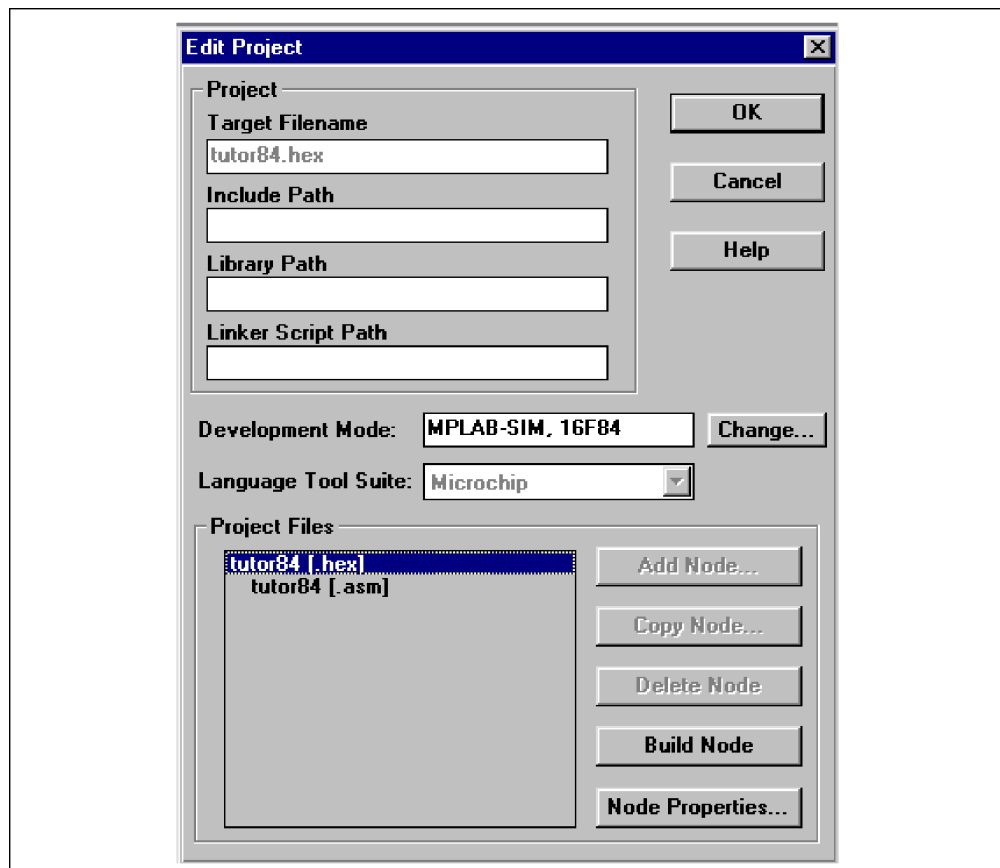 Edit Project
Project
Target Filename
tutor84.hex
Include Path
Library Path
Linker Script Path
OK
Cancel
Help
Development Mode: MPLAB-SIM, 16F84 Change...
Language Tool Suite: Microchip
Project Files
tutor84 [.hex]
tutor84 [.asm]
Add Node...
Copy Node...
Delete Node
Build Node
Node Properties...